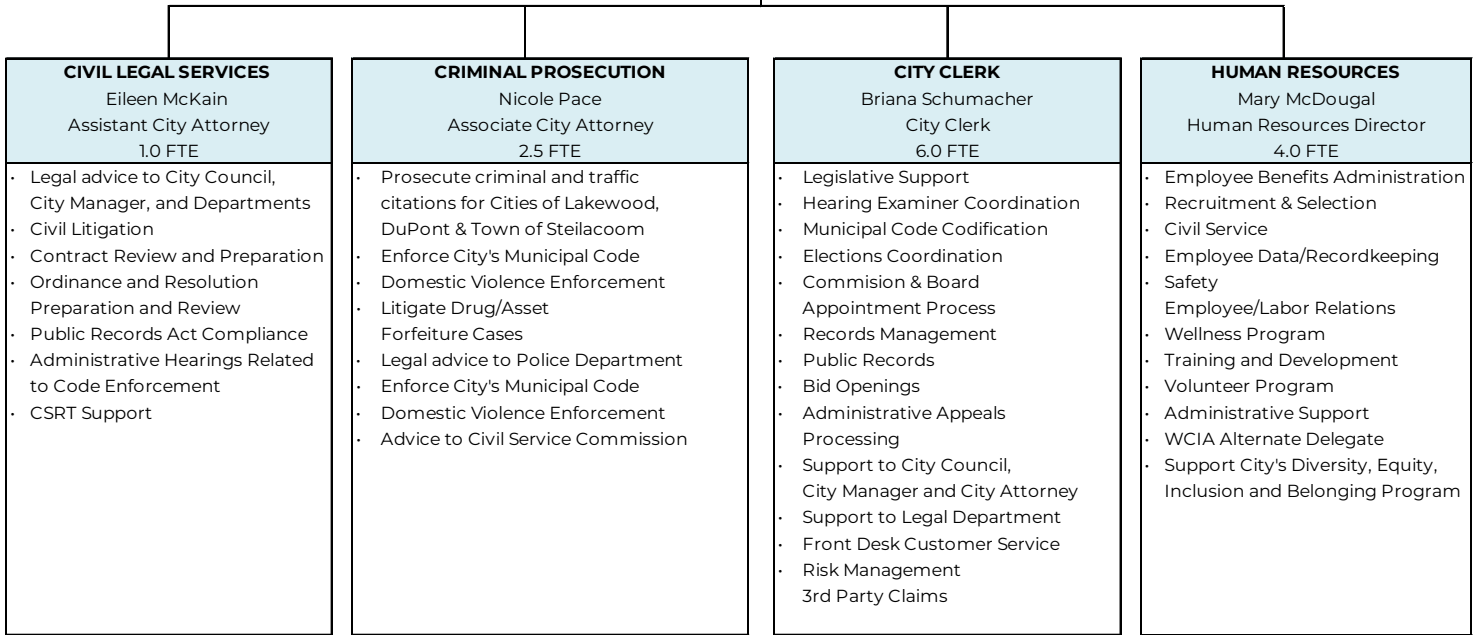 CIVIL LEGAL SERVICES
Eileen McKain
Assistant City Attorney
1.0 FTE
· Legal advice to City Council,
City Manager, and Departments
· Civil Litigation
· Contract Review and Preparation
· Ordinance and Resolution
Preparation and Review
· Public Records Act Compliance
· Administrative Hearings Related
to Code Enforcement
· CSRT Support
CRIMINAL PROSECUTION
Nicole Pace
Associate City Attorney
2.5 FTE
· Prosecute criminal and traffic
citations for Cities of Lakewood,
DuPont & Town of Steilacoom
· Enforce City's Municipal Code
· Domestic Violence Enforcement
· Litigate Drug/Asset
Forfeiture Cases
· Legal advice to Police Department
· Enforce City's Municipal Code
· Domestic Violence Enforcement
· Advice to Civil Service Commission
CITY CLERK
Briana Schumacher
City Clerk
6.0 FTE
· Legislative Support
· Hearing Examiner Coordination
· Municipal Code Codification
· Elections Coordination
· Commision & Board
Appointment Process
· Records Management
· Public Records
· Bid Openings
· Administrative Appeals
Processing
· Support to City Council,
City Manager and City Attorney
· Support to Legal Department
· Front Desk Customer Service
· Risk Management
3rd Party Claims
HUMAN RESOURCES
Mary McDougal
Human Resources Director
4.0 FTE
· Employee Benefits Administration
· Recruitment & Selection
· Civil Service
· Employee Data/Recordkeeping
· Safety
Employee/Labor Relations
· Wellness Program
· Training and Development
· Volunteer Program
· Administrative Support
· WCIA Alternate Delegate
· Support City's Diversity, Equity,
Inclusion and Belonging Program